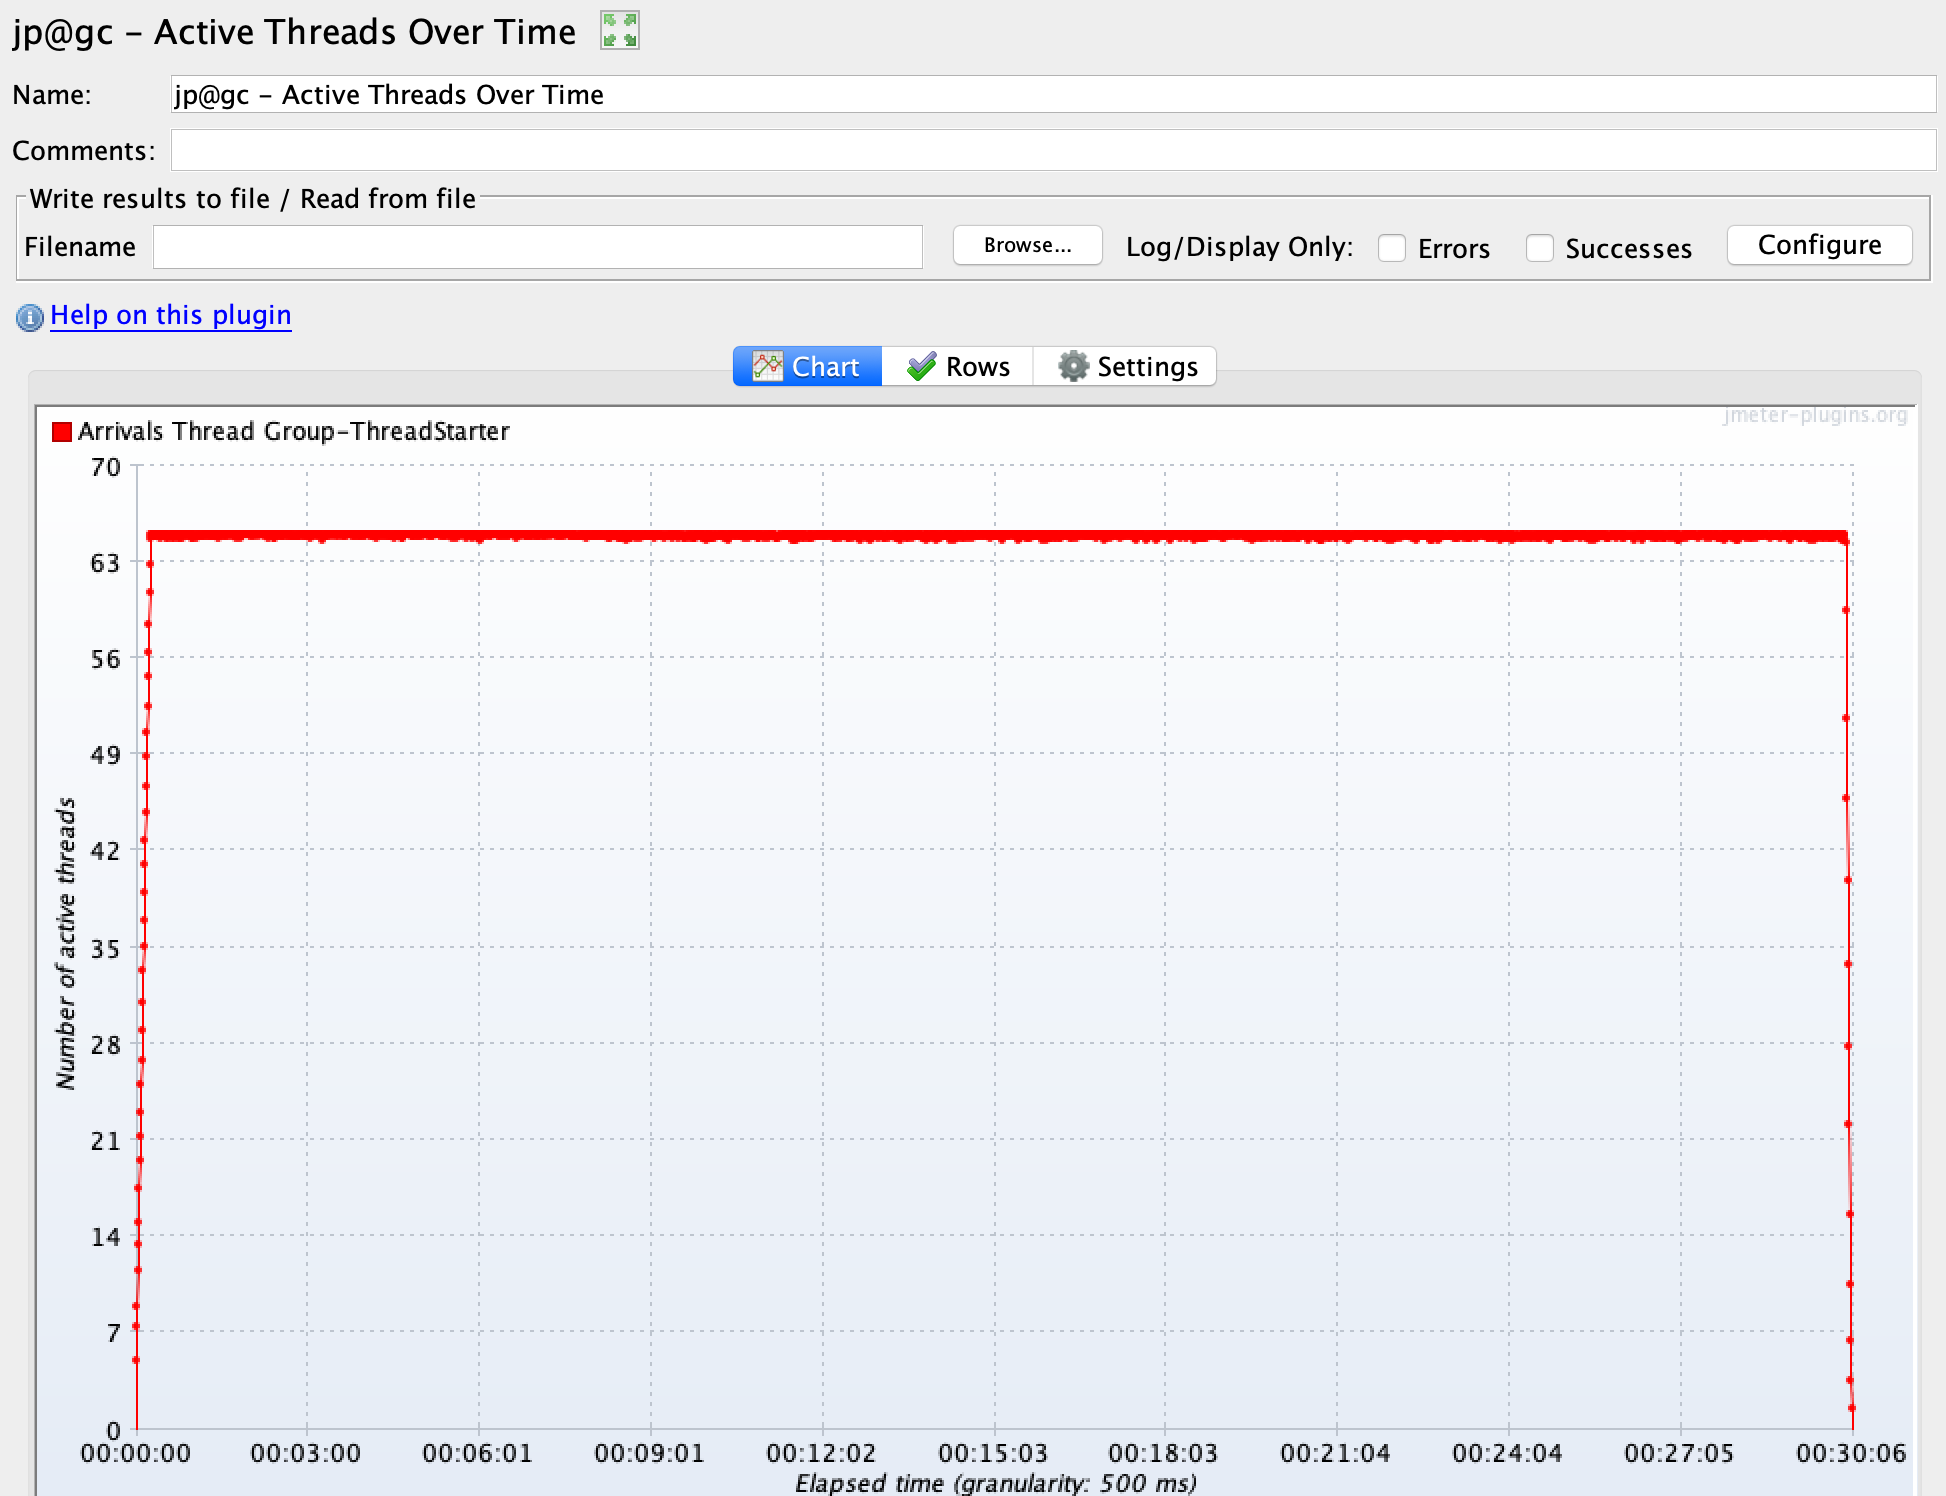 jp@gc – Active Threads Over Time
Name: jp@gc – Active Threads Over Time
Comments:
Write results to file / Read from file
Filename Browse... Log/Display Only: Errors Successes Configure
Help on this plugin
Chart Rows Settings
jmeter-plugins.org
Arrivals Thread Group-ThreadStarter
70
63
56
49
42
35
28
21
14
7
0
Number of active threads
00:00:00 00:03:00 00:06:01 00:09:01 00:12:02 00:15:03 00:18:03 00:21:04 00:24:04 00:27:05 00:30:06
Elapsed time (granularity: 500 ms)